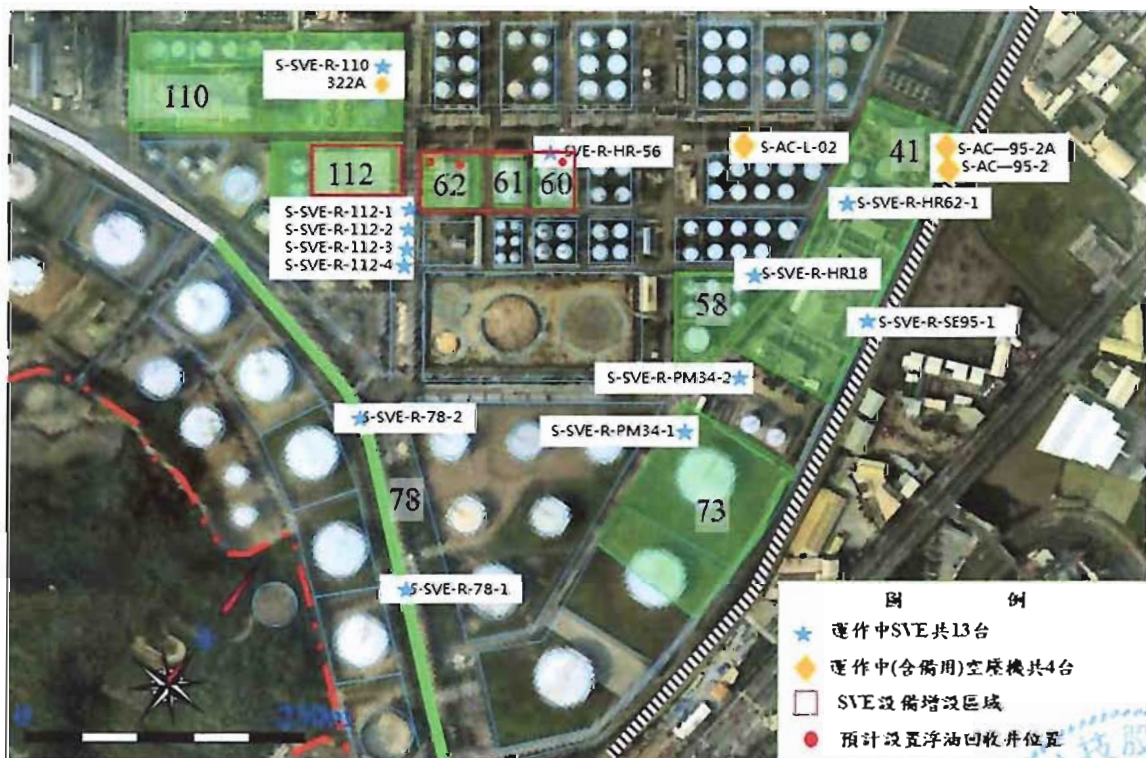 S-SVE-R-110
322A
110
S-AC-L-02
41
S-AC—95-2A
S-AC—95-2
SVE-R-HR-56
112
62
61
60
S-SVE-R-HR62-1
S-SVE-R-112-1
S-SVE-R-112-2
S-SVE-R-112-3
S-SVE-R-112-4
S-SVE-R-HR18
58
S-SVE-R-SE95-1
S-SVE-R-PM34-2
S-SVE-R-78-2
S-SVE-R-PM34-1
78
73
S-SVE-R-78-1
0
250m
圖 例
運作中SVE共13台
運作中(含備用)空壓機共4台
SVE設備增設區域
預計設置浮油回收井位置